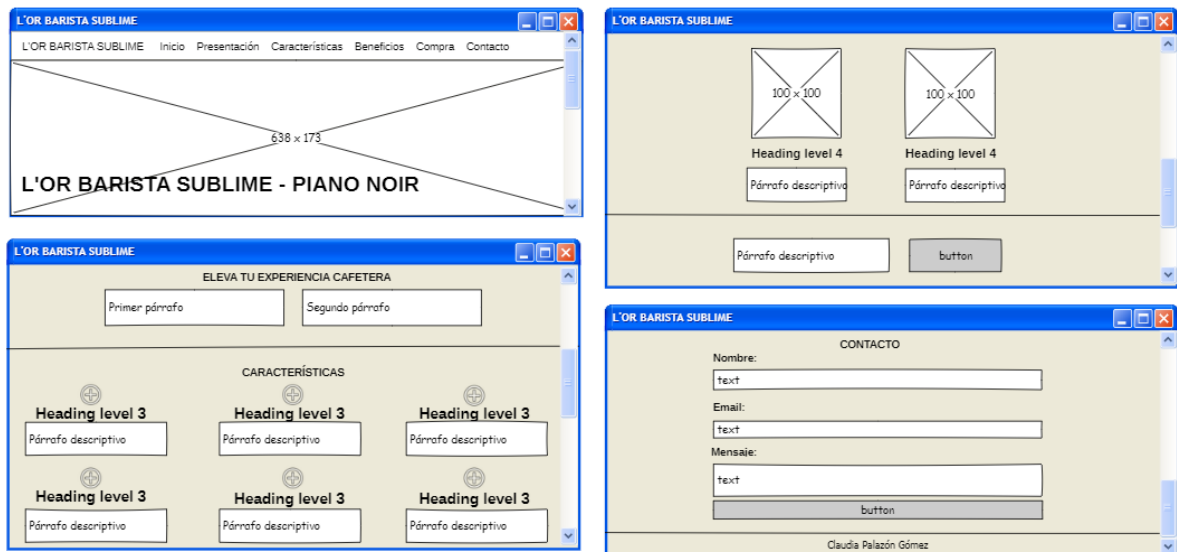 L'OR BARISTA SUBLIME
L'OR BARISTA SUBLIME Inicio Presentación Características Beneficios Compra Contacto
638 x 173
L'OR BARISTA SUBLIME - PIANO NOIR
L'OR BARISTA SUBLIME
ELEVA TU EXPERIENCIA CAFETERA
Primer párrafo Segundo párrafo
CARACTERÍSTICAS
Heading level 3 Heading level 3 Heading level 3
Párrafo descriptivo Párrafo descriptivo Párrafo descriptivo
Heading level 3 Heading level 3 Heading level 3
Párrafo descriptivo Párrafo descriptivo Párrafo descriptivo
L'OR BARISTA SUBLIME
100 x 100 100 x 100
Heading level 4 Heading level 4
Párrafo descriptivo Párrafo descriptivo
Párrafo descriptivo button
L'OR BARISTA SUBLIME
CONTACTO
Nombre:
text
Email:
text
Mensaje:
text
button
Claudia Palazón Gómez